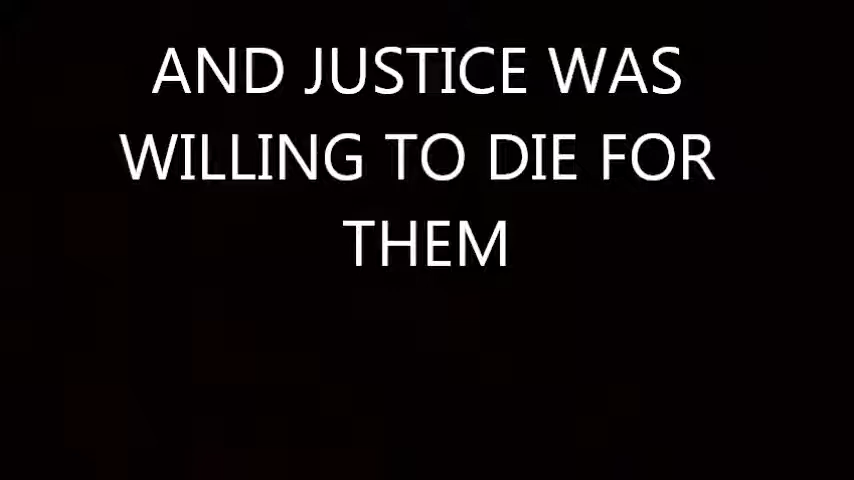 AND JUSTICE WAS
WILLING TO DIE FOR
THEM